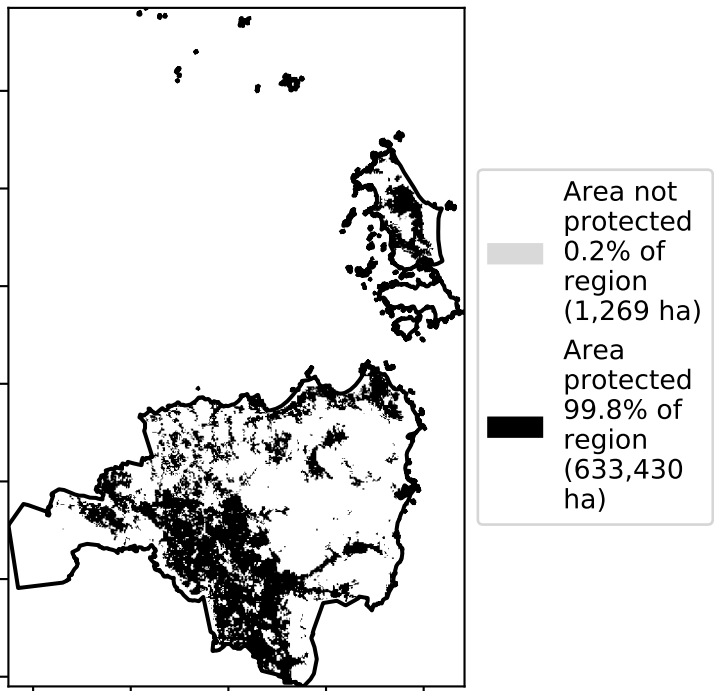 Area not
protected
0.2% of
region
(1,269 ha)
Area
protected
99.8% of
region
(633,430
ha)